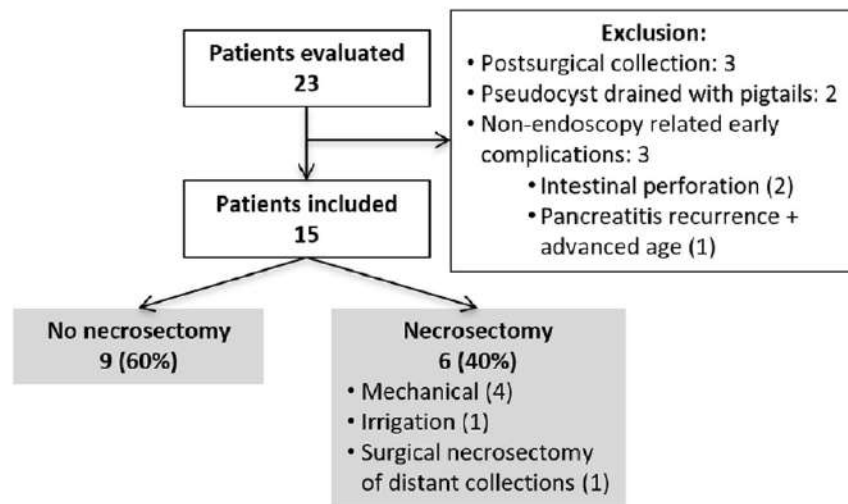 Patients evaluated
23
Exclusion:
• Postsurgical collection: 3
• Pseudocyst drained with pigtails: 2
• Non-endoscopy related early
complications: 3
• Intestinal perforation (2)
• Pancreatitis recurrence +
advanced age (1)
Patients included
15
No necrosectomy
9 (60%)
Necrosectomy
6 (40%)
• Mechanical (4)
• Irrigation (1)
• Surgical necrosectomy
of distant collections (1)